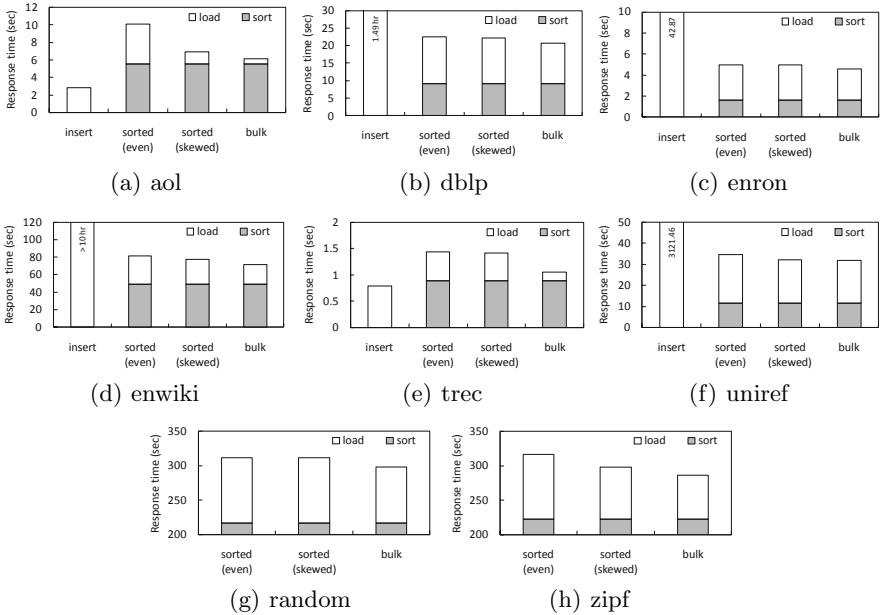 12
10
8
6
4
2
0
Response time (sec)
load sort
insert sorted (even) sorted (skewed) bulk
(a) aol
30
25
20
15
10
5
0
Response time (sec)
1.49 hr
load sort
insert sorted (even) sorted (skewed) bulk
(b) dblp
10
8
6
4
2
0
Response time (sec)
42.87
load sort
insert sorted (even) sorted (skewed) bulk
(c) enron
120
100
80
60
40
20
0
Response time (sec)
> 10 hr
load sort
insert sorted (even) sorted (skewed) bulk
(d) enwiki
2
1.5
1
0.5
0
Response time (sec)
load sort
insert sorted (even) sorted (skewed) bulk
(e) trec
50
40
30
20
10
0
Response time (sec)
3121.46
load sort
insert sorted (even) sorted (skewed) bulk
(f) uniref
350
300
250
200
Response time (sec)
load sort
sorted (even) sorted (skewed) bulk
(g) random
350
300
250
200
Response time (sec)
load sort
sorted (even) sorted (skewed) bulk
(h) zipf